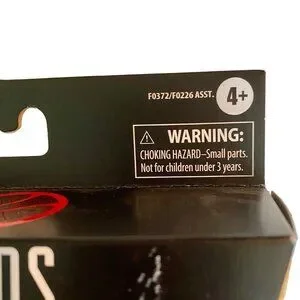 F0372/F0226 ASST.
4+
⚠ WARNING:
CHOKING HAZARD–Small parts.
Not for children under 3 years.